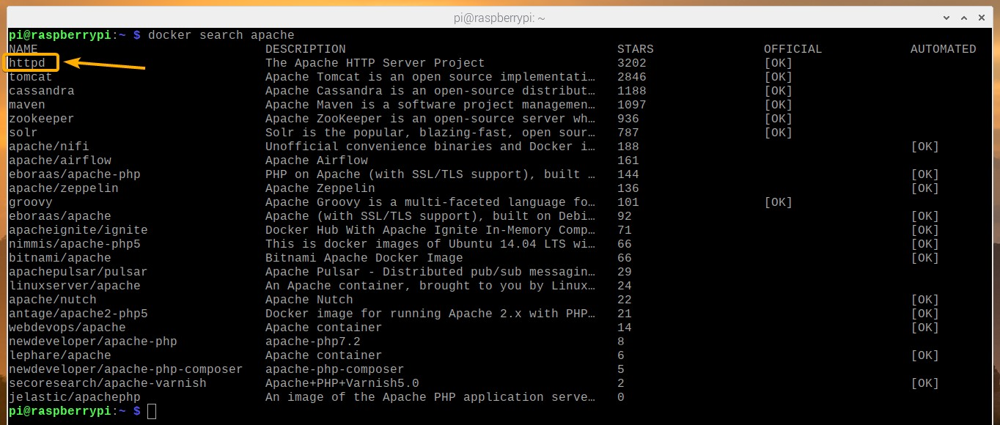 pi@raspberrypi: ~
pi@raspberrypi:~ $ docker search apache
NAME DESCRIPTION STARS OFFICIAL AUTOMATED
httpd The Apache HTTP Server Project 3202 [OK]
tomcat Apache Tomcat is an open source implementati… 2846 [OK]
cassandra Apache Cassandra is an open-source distribut… 1188 [OK]
maven Apache Maven is a software project managemen… 1097 [OK]
zookeeper Apache ZooKeeper is an open-source server wh… 936 [OK]
solr Solr is the popular, blazing-fast, open sour… 787 [OK]
apache/nifi Unofficial convenience binaries and Docker i… 188 [OK]
apache/airflow Apache Airflow 161
eboraas/apache-php PHP on Apache (with SSL/TLS support), built … 144 [OK]
apache/zeppelin Apache Zeppelin 136 [OK]
groovy Apache Groovy is a multi-faceted language fo… 101 [OK]
eboraas/apache Apache (with SSL/TLS support), built on Debi… 92 [OK]
apacheignite/ignite Docker Hub With Apache Ignite In-Memory Comp… 71 [OK]
nimmis/apache-php5 This is docker images of Ubuntu 14.04 LTS wi… 66 [OK]
bitnami/apache Bitnami Apache Docker Image 66 [OK]
apachepulsar/pulsar Apache Pulsar - Distributed pub/sub messagin… 29
linuxserver/apache An Apache container, brought to you by Linux… 24
apache/nutch Apache Nutch 22 [OK]
antage/apache2-php5 Docker image for running Apache 2.x with PHP… 21 [OK]
webdevops/apache Apache container 14 [OK]
newdeveloper/apache-php apache-php7.2 8
lephare/apache Apache container 6 [OK]
newdeveloper/apache-php-composer apache-php-composer 5
secoresearch/apache-varnish Apache+PHP+Varnish5.0 2 [OK]
jelastic/apachephp An image of the Apache PHP application serve… 0
pi@raspberrypi:~ $